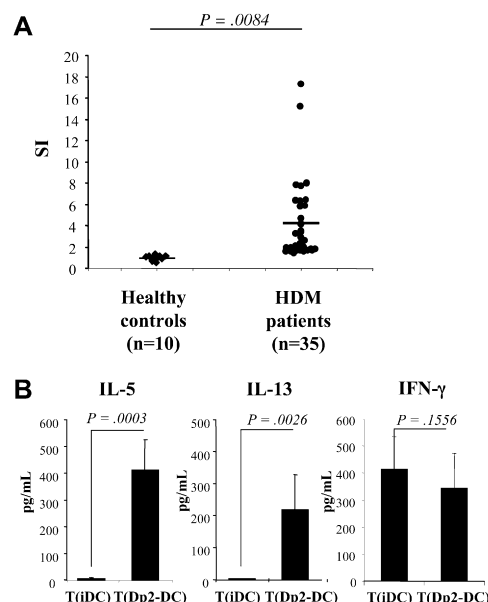 A
P = .0084
SI
20
18
16
14
12
10
8
6
4
2
0
Healthy
controls
(n=10)
HDM
patients
(n=35)
B
IL-5
P = .0003
pg/mL
600
500
400
300
200
100
0
T(iDC) T(Dp2-DC)
IL-13
P = .0026
pg/mL
500
400
300
200
100
0
T(iDC) T(Dp2-DC)
IFN-γ
P = .1556
pg/mL
600
500
400
300
200
100
0
T(iDC) T(Dp2-DC)